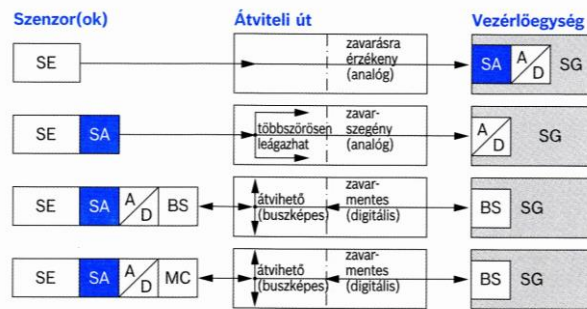 Szenzor(ok) Átviteli út Vezérlőegység
SE zavarásra érzékeny (analóg) SA A D SG
SE SA többszörösen leágazhat zavar-szegény (analóg) A D SG
SE SA A D BS átvihető (buszképes) zavar-mentes (digitális) BS SG
SE SA A D MC átvihető (buszképes) zavar-mentes (digitális) BS SG